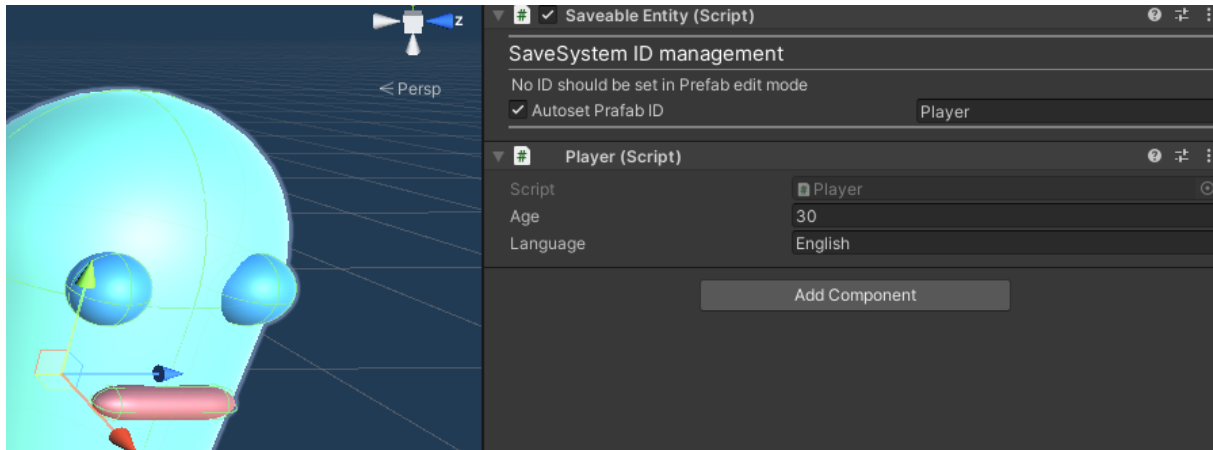 z
Persp
Saveable Entity (Script)
SaveSystem ID management
No ID should be set in Prefab edit mode
Autoset Prafab ID Player
Player (Script)
Script Player
Age 30
Language English
Add Component